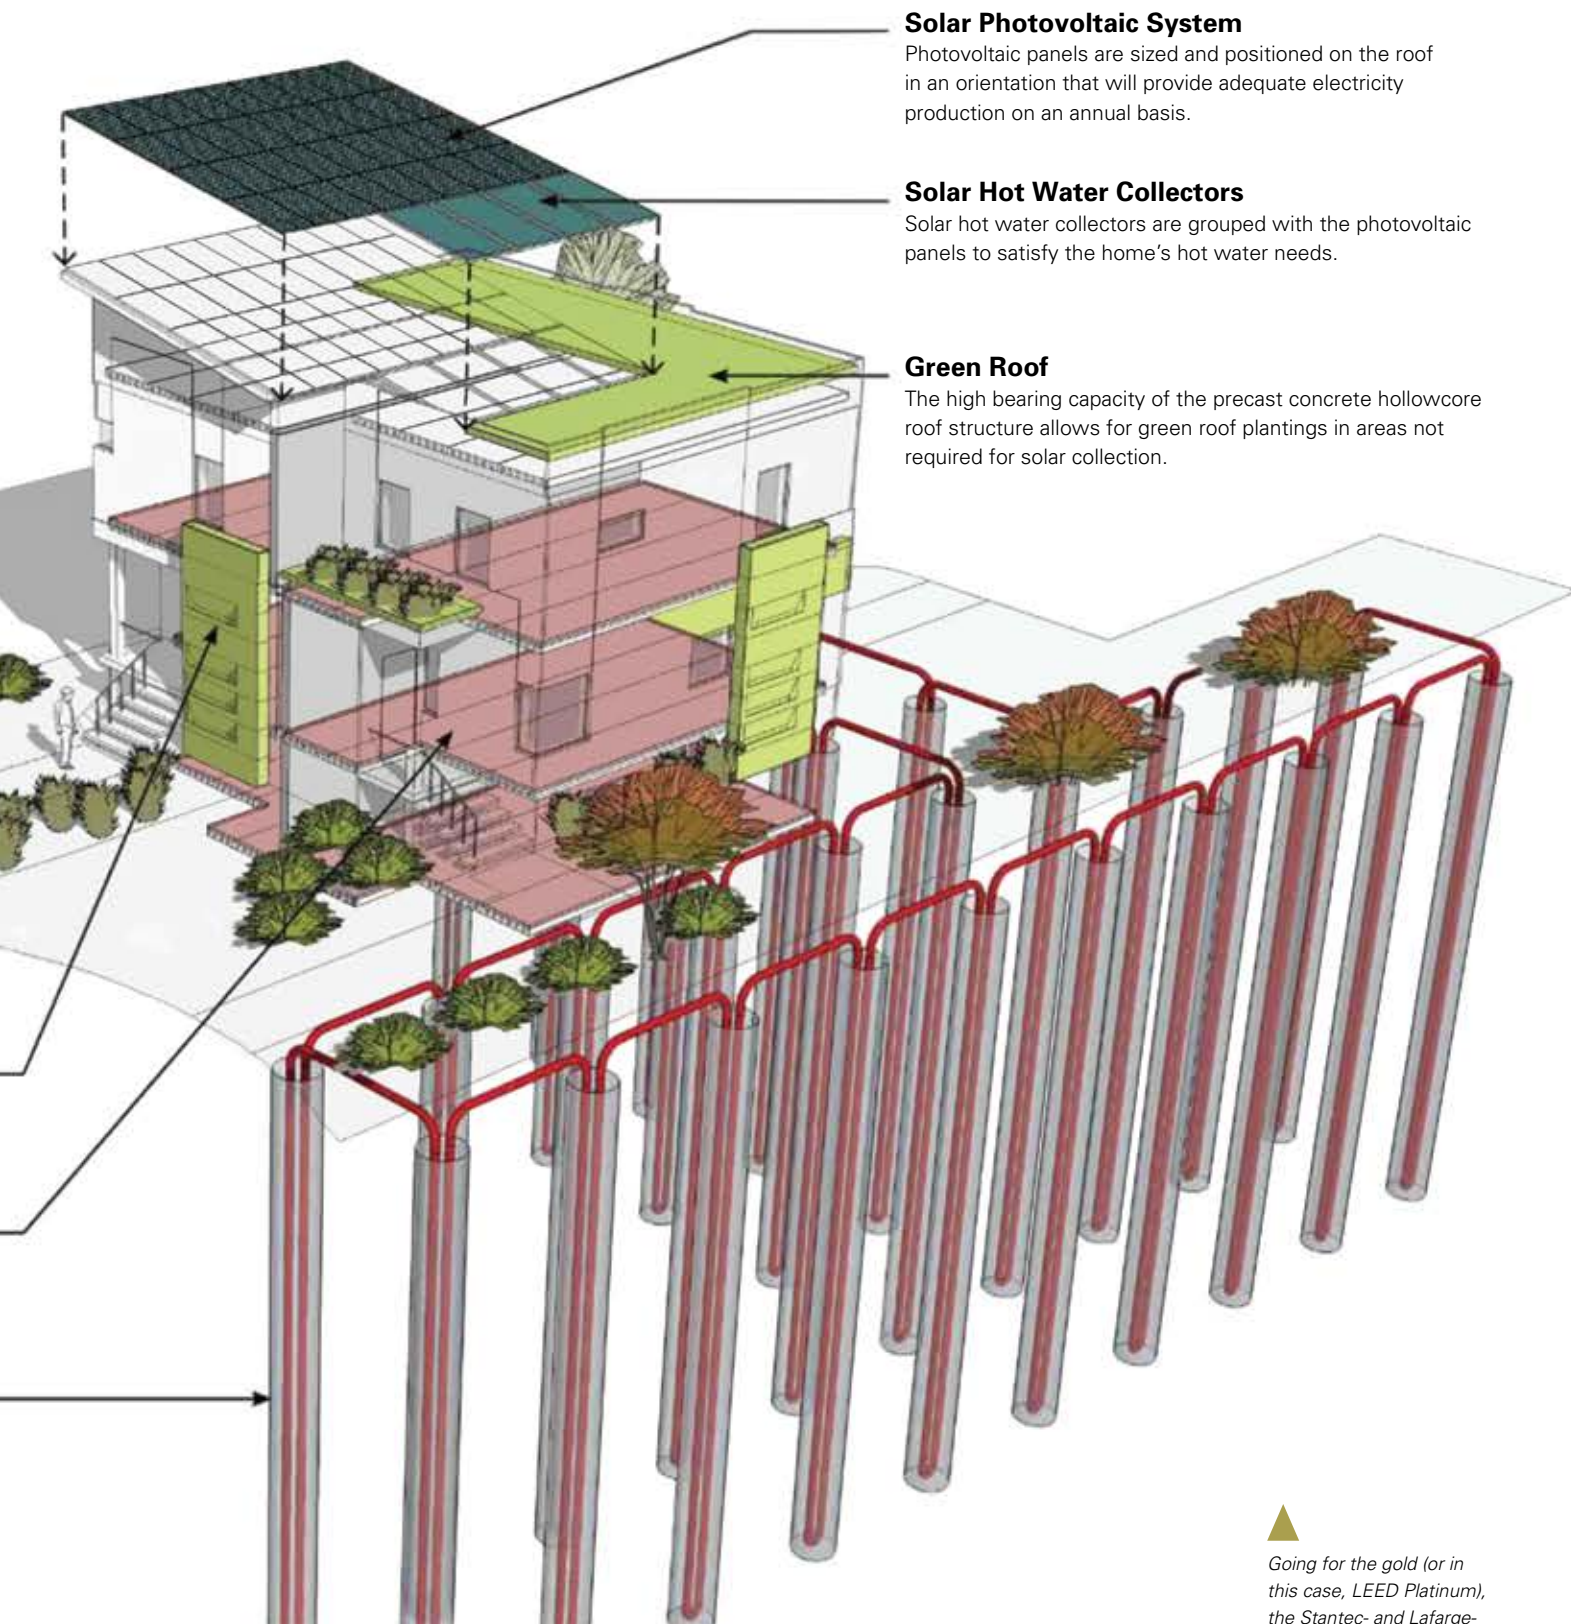 Solar Photovoltaic System
Photovoltaic panels are sized and positioned on the roof
in an orientation that will provide adequate electricity
production on an annual basis.
Solar Hot Water Collectors
Solar hot water collectors are grouped with the photovoltaic
panels to satisfy the home’s hot water needs.
Green Roof
The high bearing capacity of the precast concrete hollowcore
roof structure allows for green roof plantings in areas not
required for solar collection.
Going for the gold (or in
this case, LEED Platinum),
the Stantec- and Lafarge-